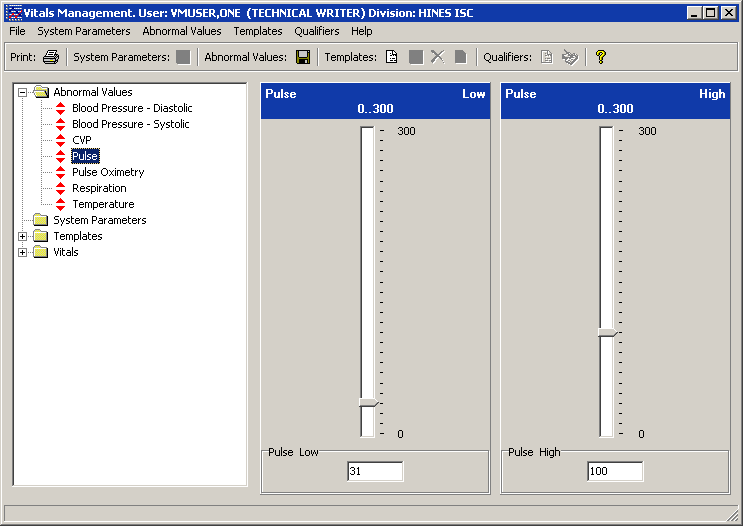 Vitals Management. User: VMUSER,ONE (TECHNICAL WRITER) Division: HINES ISC
File System Parameters Abnormal Values Templates Qualifiers Help
Print: System Parameters: Abnormal Values: Templates: Qualifiers: ?
Abnormal Values
Blood Pressure - Diastolic
Blood Pressure - Systolic
CVP
Pulse
Pulse Oximetry
Respiration
Temperature
System Parameters
Templates
Vitals
Pulse Low
0..300
300
0
Pulse Low
31
Pulse High
0..300
300
0
Pulse High
100